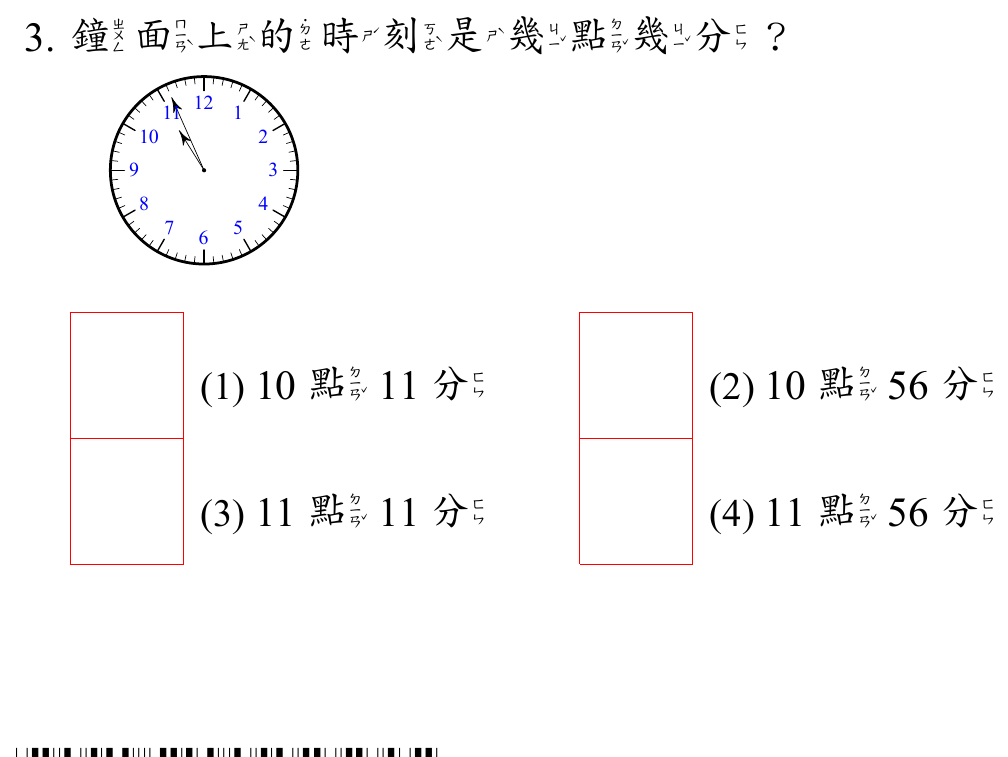 3. 鐘ㄓㄨㄥ面ㄇㄧㄢˋ上ㄕㄤˋ的˙ㄉㄜ時ㄕˊ刻ㄎㄜˋ是ㄕˋ幾ㄐㄧˇ點ㄉㄧㄢˇ幾ㄐㄧˇ分ㄈㄣ？
12
11 1
10 2
9 3
8 4
7 5
6
(1) 10 點ㄉㄧㄢˇ 11 分ㄈㄣ (2) 10 點ㄉㄧㄢˇ 56 分ㄈㄣ
(3) 11 點ㄉㄧㄢˇ 11 分ㄈㄣ (4) 11 點ㄉㄧㄢˇ 56 分ㄈㄣ